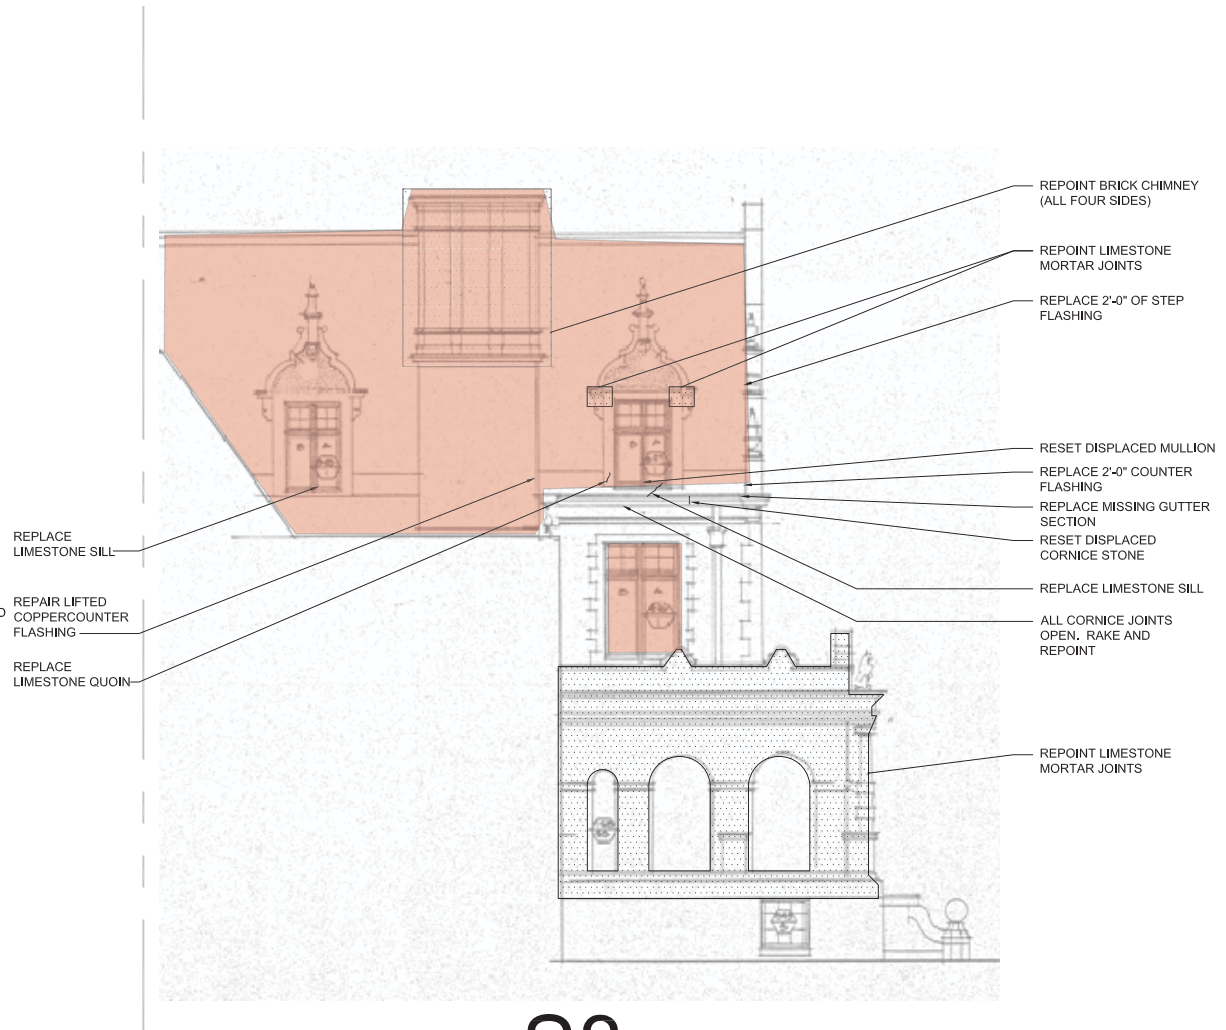 REPOINT BRICK CHIMNEY
(ALL FOUR SIDES)
REPOINT LIMESTONE
MORTAR JOINTS
REPLACE 2'-0" OF STEP
FLASHING
RESET DISPLACED MULLION
REPLACE 2'-0" COUNTER
FLASHING
REPLACE MISSING GUTTER
SECTION
RESET DISPLACED
CORNICE STONE
REPLACE LIMESTONE SILL
ALL CORNICE JOINTS
OPEN. RAKE AND
REPOINT
REPOINT LIMESTONE
MORTAR JOINTS
REPLACE
LIMESTONE SILL
REPAIR LIFTED
COPPERCOUNTER
FLASHING
REPLACE
LIMESTONE QUOIN